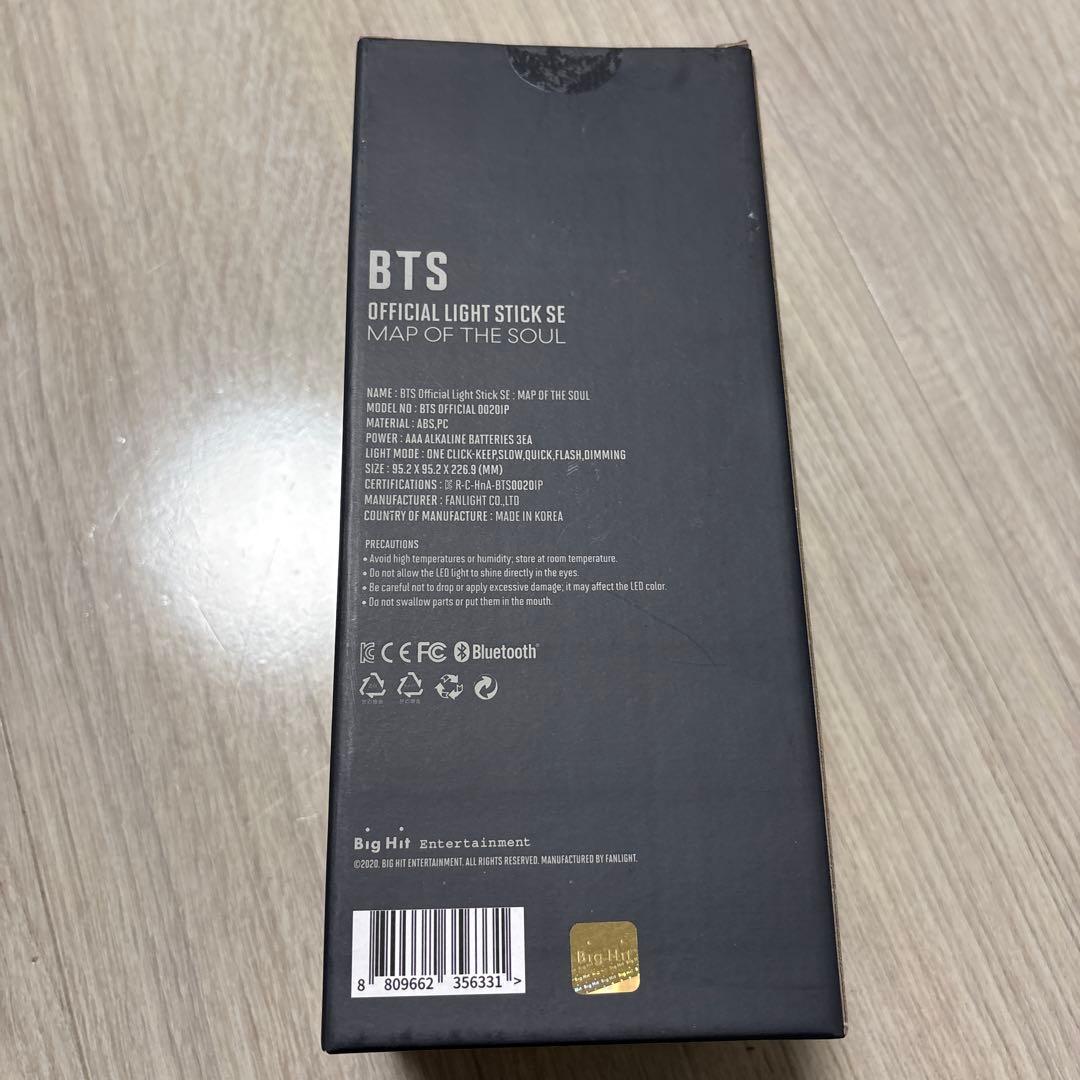 BTS
OFFICIAL LIGHT STICK SE
MAP OF THE SOUL
NAME : BTS Official Light Stick SE : MAP OF THE SOUL
MODEL NO : BTS OFFICIAL 00201P
MATERIAL : ABS,PC
POWER : AAA ALKALINE BATTERIES 3EA
LIGHT MODE : ONE CLICK-KEEP,SLOW,QUICK,FLASH,DIMMING
SIZE : 95.2 X 95.2 X 226.9 (MM)
CERTIFICATIONS : R-C-HnA-BTS00201P
MANUFACTURER : FANLIGHT CO.,LTD
COUNTRY OF MANUFACTURE : MADE IN KOREA
PRECAUTIONS
• Avoid high temperatures or humidity; store at room temperature.
• Do not allow the LED light to shine directly in the eyes.
• Be careful not to drop or apply excessive damage; it may affect the LED color.
• Do not swallow parts or put them in the mouth.
CE FC Bluetooth
Big Hit Entertainment
©2020. BIG HIT ENTERTAINMENT. ALL RIGHTS RESERVED. MANUFACTURED BY FANLIGHT.
8 809662 356331 >
Big Hit